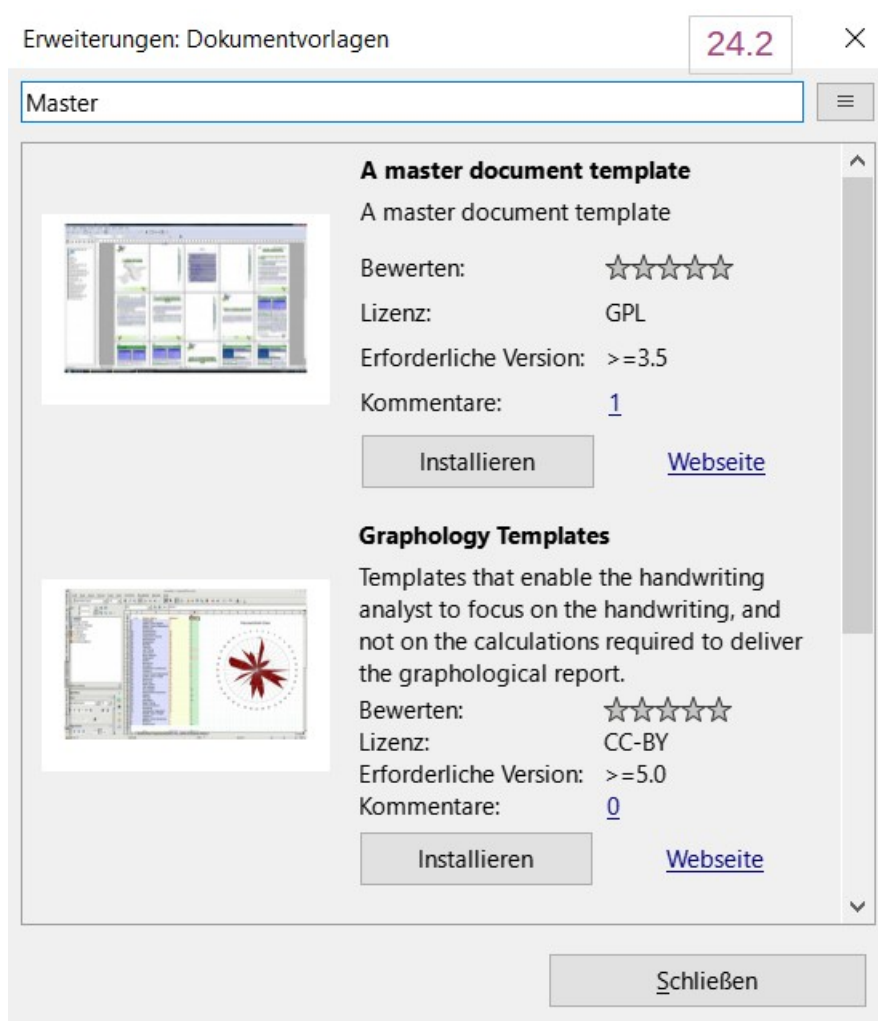 Erweiterungen: Dokumentvorlagen
24.2
Master
A master document template
A master document template
Bewerten:
Lizenz: GPL
Erforderliche Version: >=3.5
Kommentare: 1
Installieren Webseite
Graphology Templates
Templates that enable the handwriting
analyst to focus on the handwriting, and
not on the calculations required to deliver
the graphological report.
Bewerten:
Lizenz: CC-BY
Erforderliche Version: >=5.0
Kommentare: 0
Installieren Webseite
Schließen